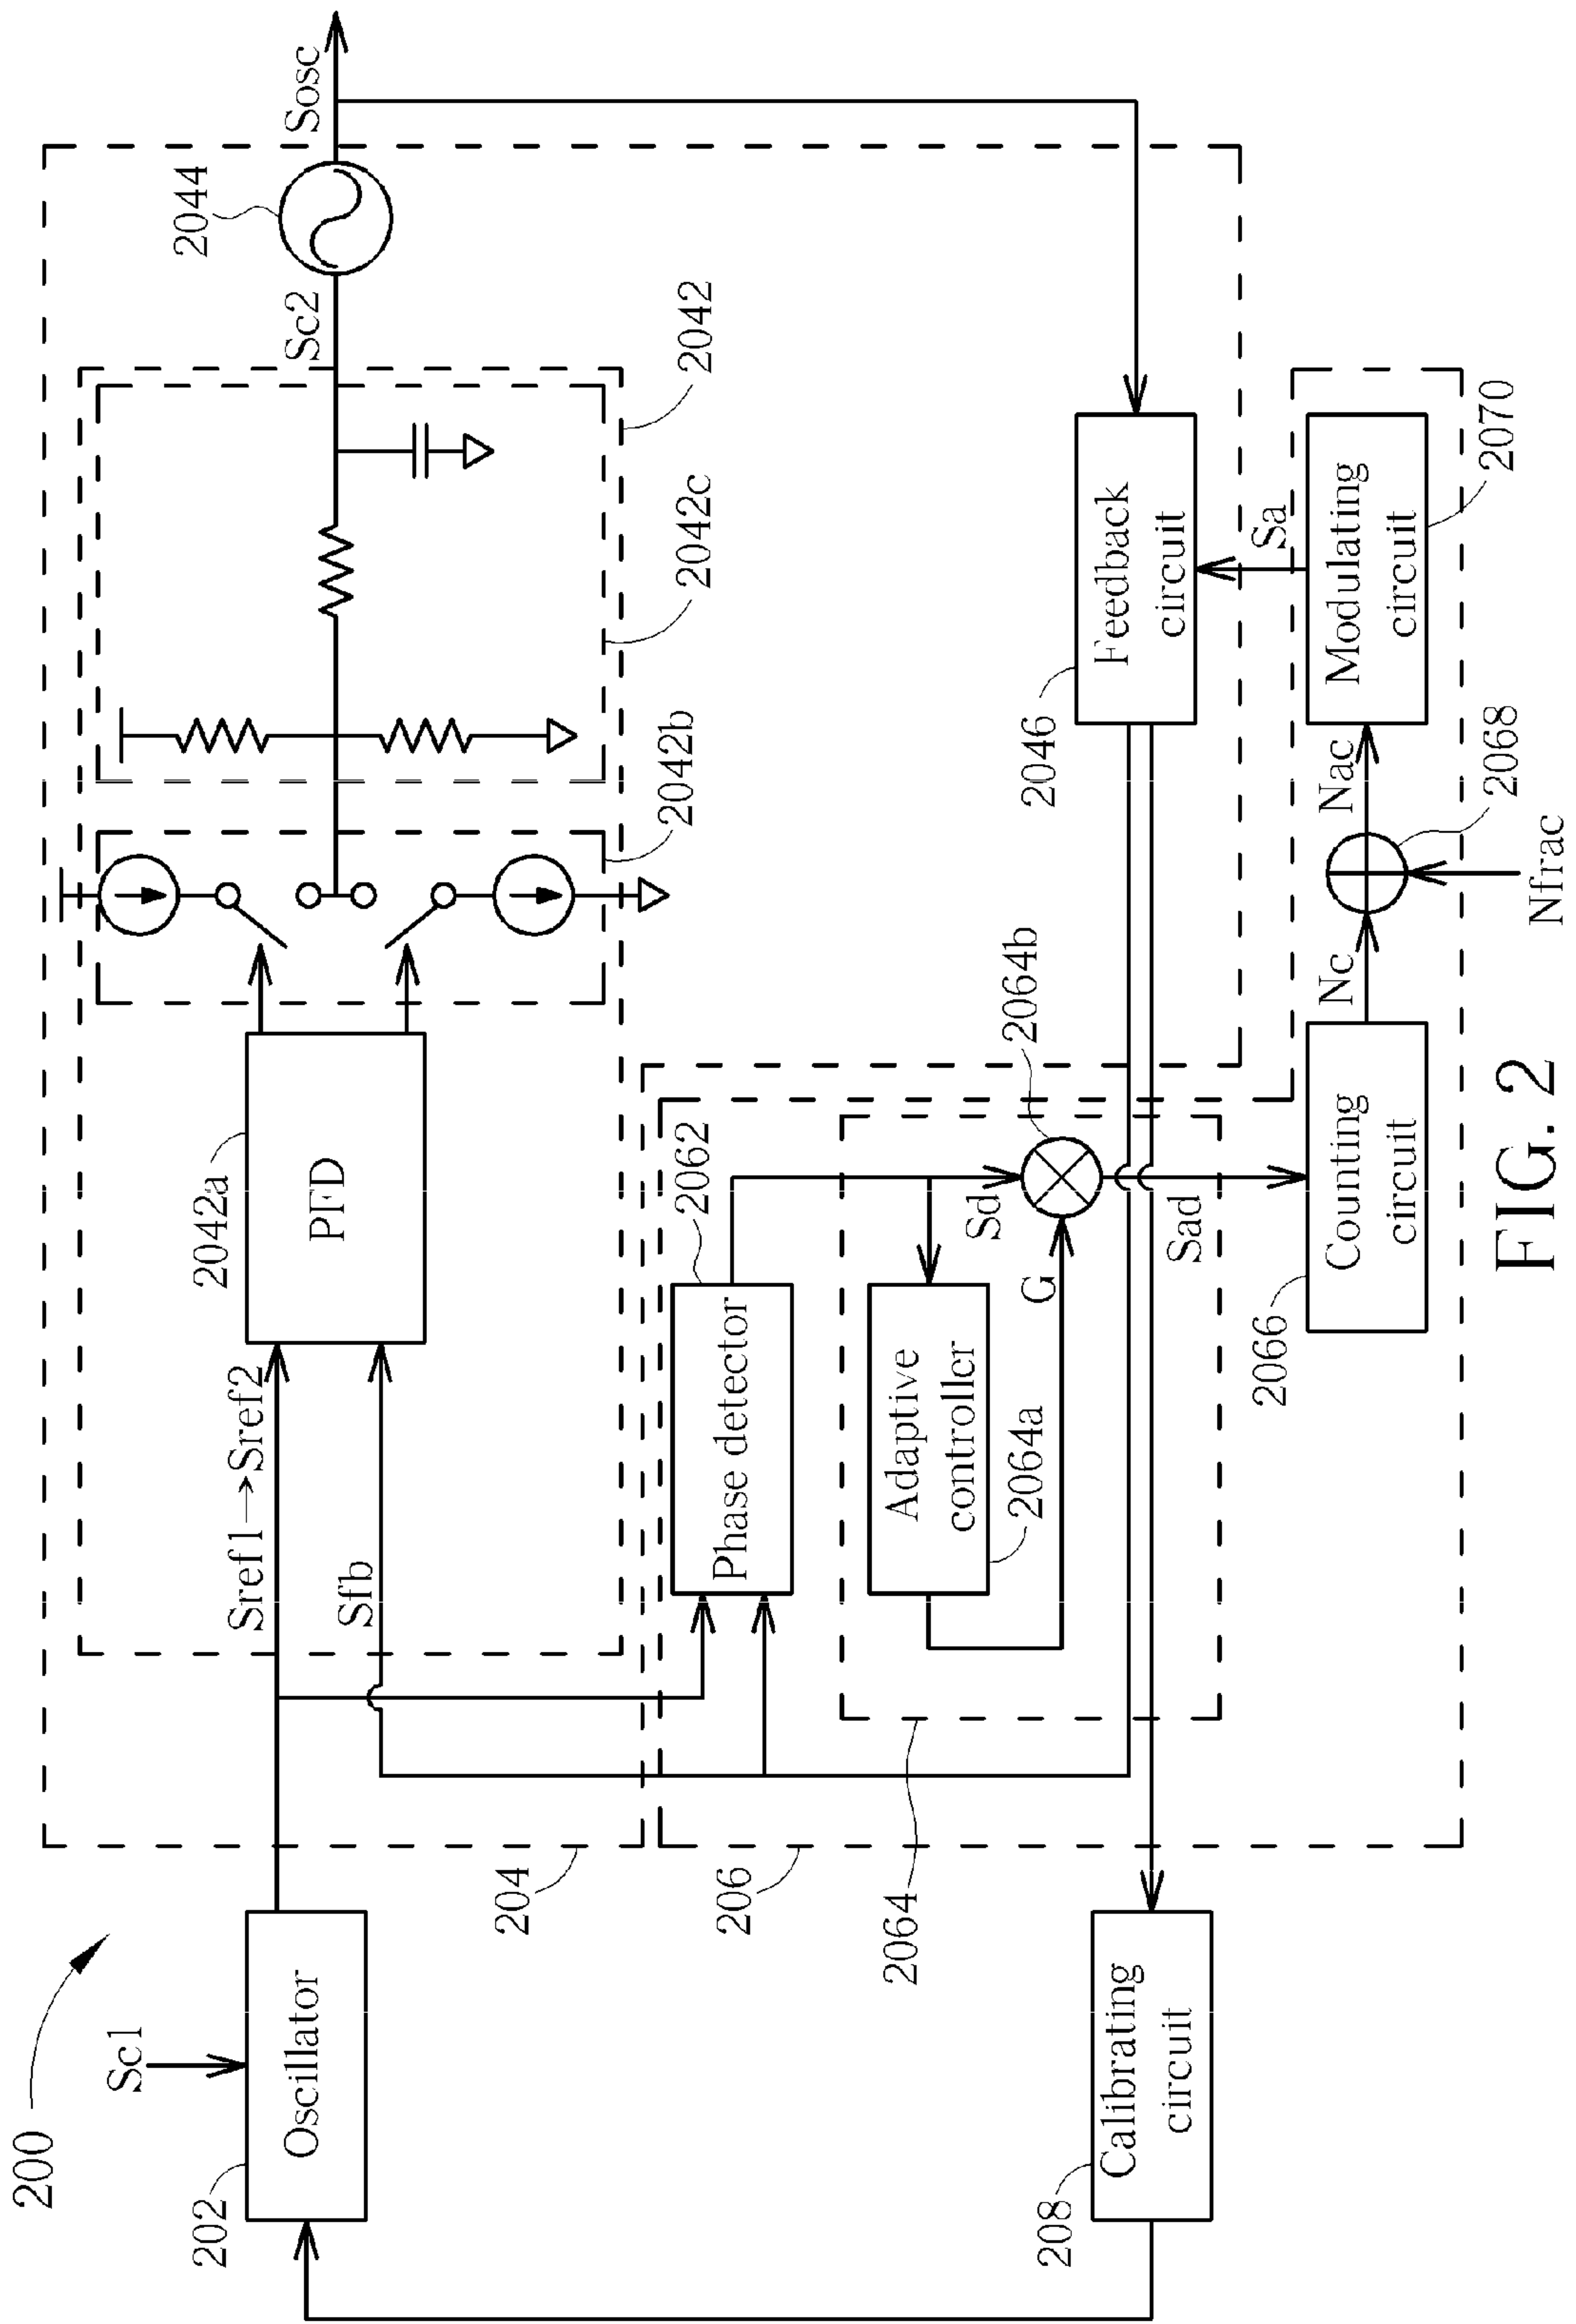 200
Sc1
202
Oscillator
204
Sref1→Sref2
Sfb
2042a
PFD
2042b
2042c
2042
Sc2
2044
Sosc
206
2062
Phase detector
2064
Adaptive
controller
2064a
G
Sd
2064b
Sad
2046
Feedback
circuit
Sa
208
Calibrating
circuit
2066
Counting
circuit
Nc
2068
Nfrac
Nac
Modulating
circuit
2070
FIG. 2